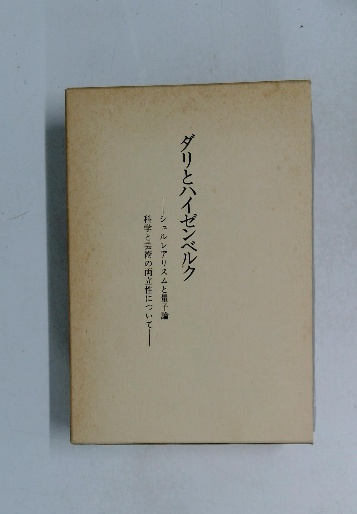 ダリとハイゼンベルク
——シュルレアリスムと量子論
科学と芸術の両立性について——